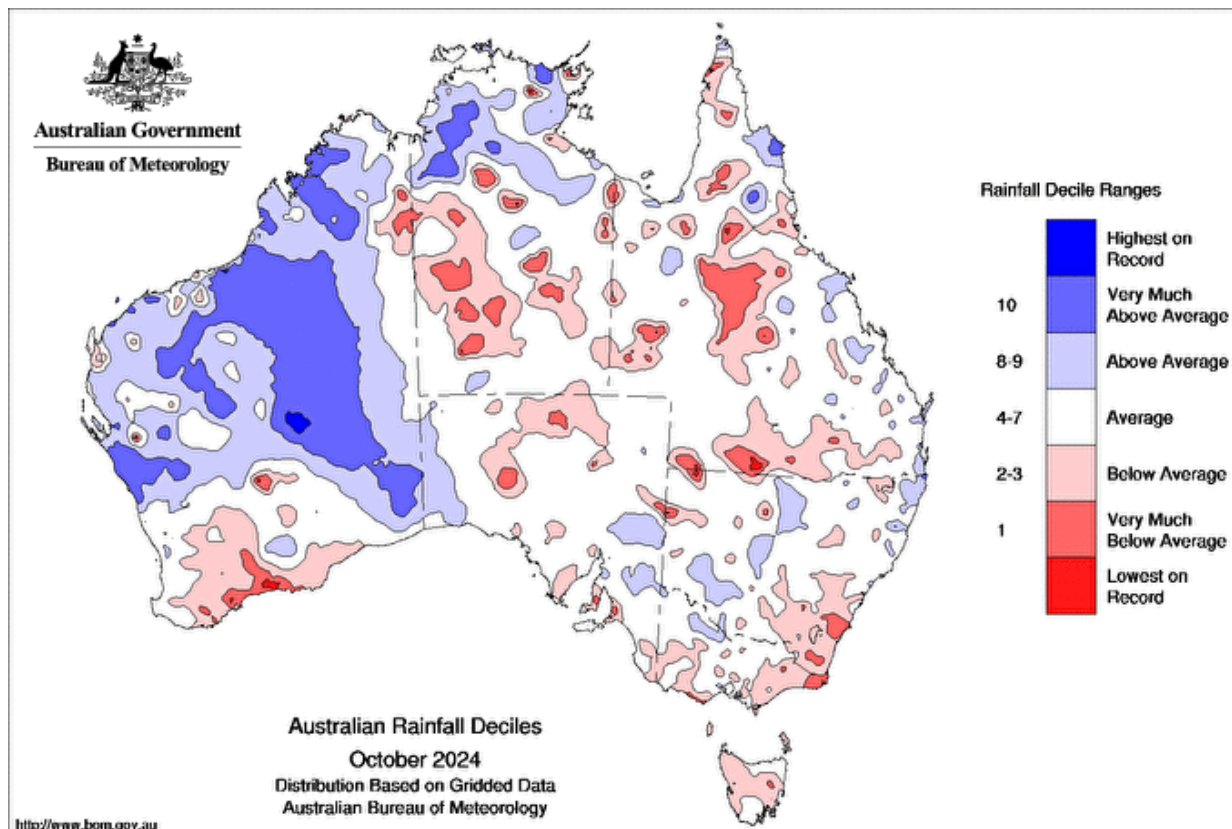 Australian Government
Bureau of Meteorology
Rainfall Decile Ranges
Highest on
Record
10
Very Much
Above Average
8-9
Above Average
4-7
Average
2-3
Below Average
1
Very Much
Below Average
Lowest on
Record
Australian Rainfall Deciles
October 2024
Distribution Based on Gridded Data
Australian Bureau of Meteorology
http://www.bom.gov.au